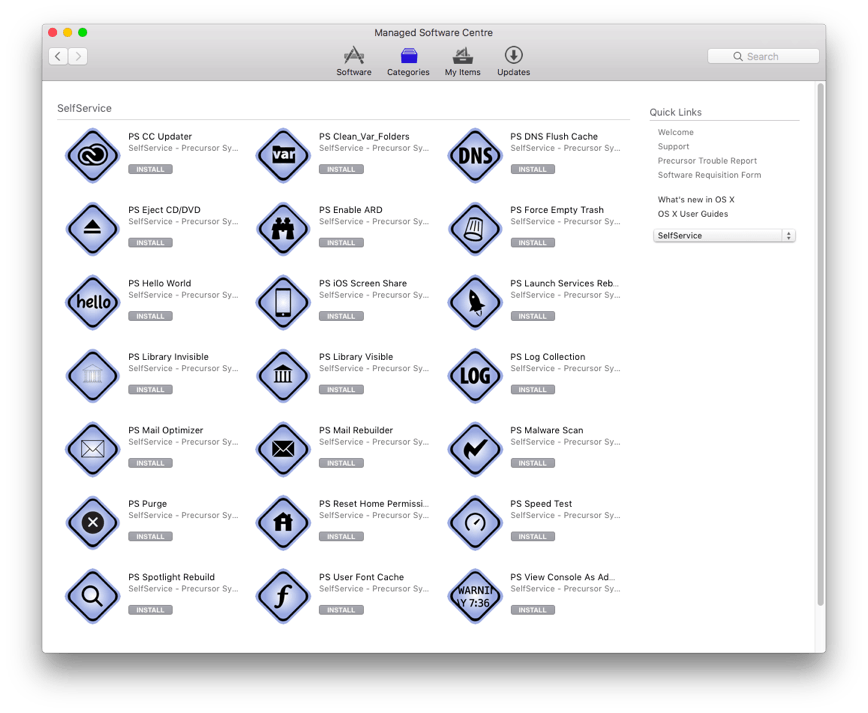 Managed Software Centre
Software
Categories
My Items
Updates
Search
SelfService
PS CC Updater
SelfService - Precursor Sy...
INSTALL
var
PS Clean_Var_Folders
SelfService - Precursor Sy...
INSTALL
DNS
PS DNS Flush Cache
SelfService - Precursor Sy...
INSTALL
PS Eject CD/DVD
SelfService - Precursor Sy...
INSTALL
PS Enable ARD
SelfService - Precursor Sy...
INSTALL
PS Force Empty Trash
SelfService - Precursor Sy...
INSTALL
hello
PS Hello World
SelfService - Precursor Sy...
INSTALL
PS iOS Screen Share
SelfService - Precursor Sy...
INSTALL
PS Launch Services Reb...
SelfService - Precursor Sy...
INSTALL
PS Library Invisible
SelfService - Precursor Sy...
INSTALL
PS Library Visible
SelfService - Precursor Sy...
INSTALL
LOG
PS Log Collection
SelfService - Precursor Sy...
INSTALL
PS Mail Optimizer
SelfService - Precursor Sy...
INSTALL
PS Mail Rebuilder
SelfService - Precursor Sy...
INSTALL
PS Malware Scan
SelfService - Precursor Sy...
INSTALL
PS Purge
SelfService - Precursor Sy...
INSTALL
PS Reset Home Permissi...
SelfService - Precursor Sy...
INSTALL
PS Speed Test
SelfService - Precursor Sy...
INSTALL
PS Spotlight Rebuild
SelfService - Precursor Sy...
INSTALL
f
PS User Font Cache
SelfService - Precursor Sy...
INSTALL
WARNIN
Y 7:36
PS View Console As Ad...
SelfService - Precursor Sy...
INSTALL
Quick Links
Welcome
Support
Precursor Trouble Report
Software Requisition Form
What's new in OS X
OS X User Guides
SelfService